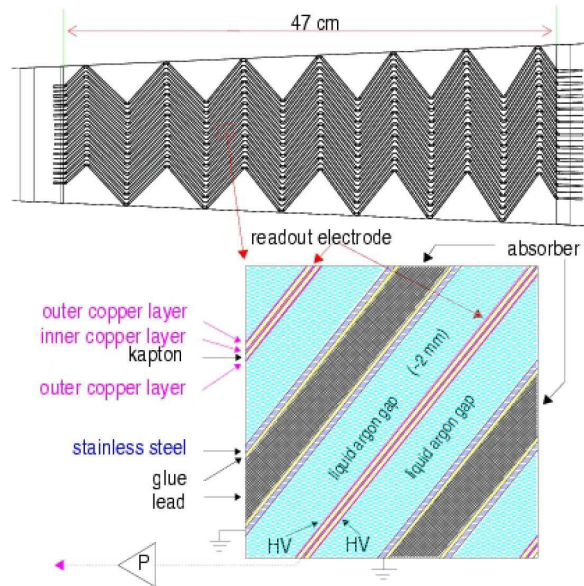 47 cm
readout electrode
absorber
outer copper layer
inner copper layer
kapton
outer copper layer
(~2 mm)
liquid argon gap
liquid argon gap
stainless steel
glue
lead
HV
HV
P